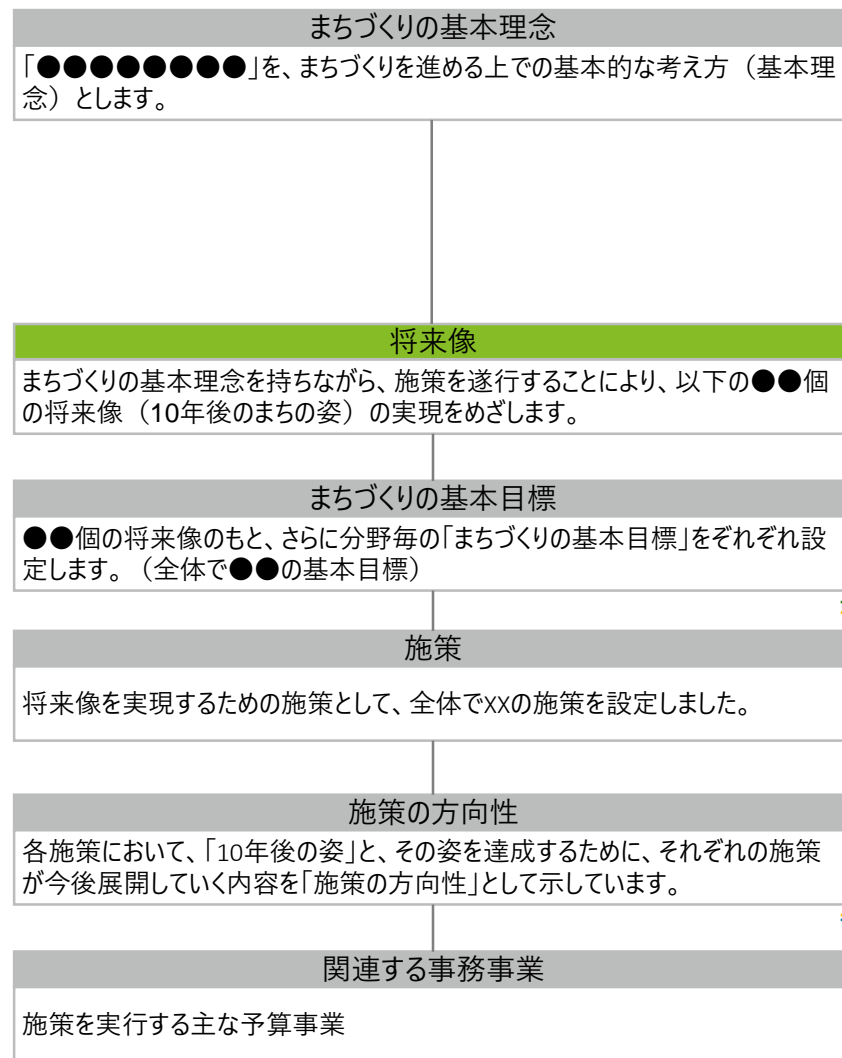 まちづくりの基本理念
「●●●●●●●●」を、まちづくりを進める上での基本的な考え方（基本理
念）とします。
将来像
まちづくりの基本理念を持ちながら、施策を遂行することにより、以下の●●個
の将来像（10年後のまちの姿）の実現をめざします。
まちづくりの基本目標
●●個の将来像のもと、さらに分野毎の「まちづくりの基本目標」をぞれぞれ設
定します。（全体で●●の基本目標）
施策
将来像を実現するための施策として、全体でXXの施策を設定しました。
施策の方向性
各施策において、「10年後の姿」と、その姿を達成するために、それぞれの施策
が今後展開していく内容を「施策の方向性」として示しています。
関連する事務事業
施策を実行する主な予算事業